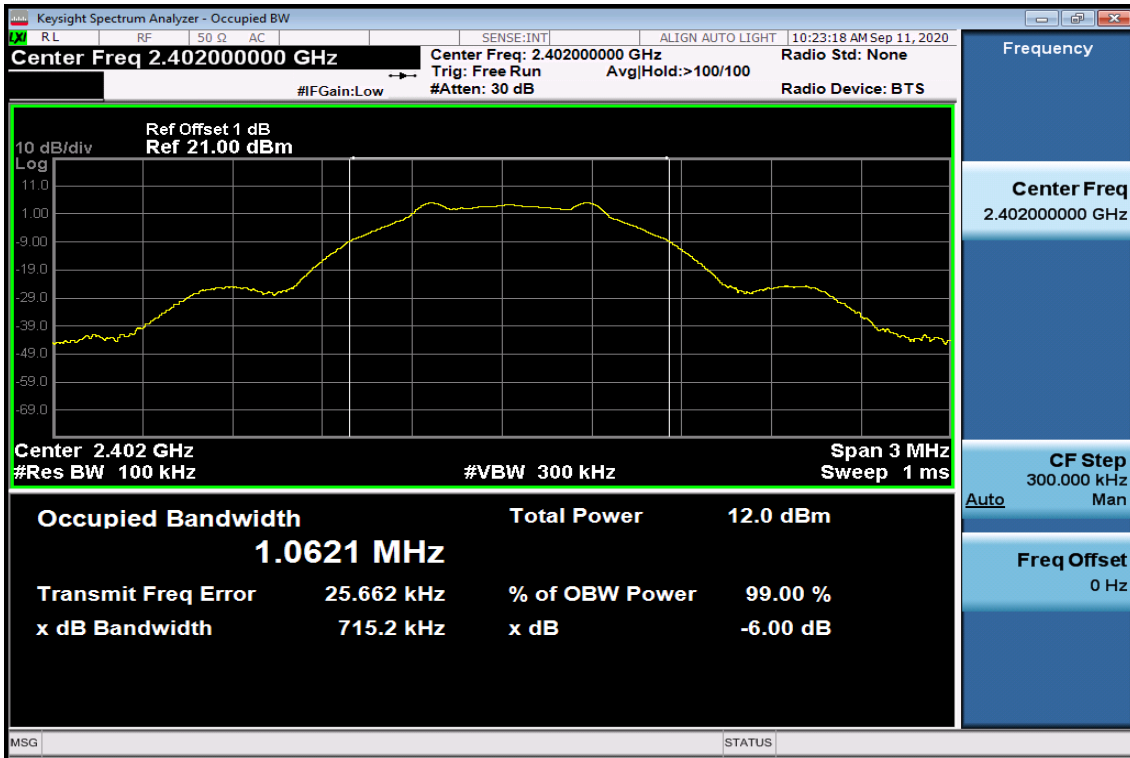 Keysight Spectrum Analyzer - Occupied BW
LXI RL RF 50 Ω AC SENSE:INT ALIGN AUTO LIGHT 10:23:18 AM Sep 11, 2020
Center Freq 2.402000000 GHz
Center Freq: 2.402000000 GHz Radio Std: None
Trig: Free Run Avg|Hold:>100/100
#IFGain:Low #Atten: 30 dB Radio Device: BTS
Ref Offset 1 dB
10 dB/div Ref 21.00 dBm
Log
11.0
1.00
-9.00
-19.0
-29.0
-39.0
-49.0
-59.0
-69.0
Center 2.402 GHz Span 3 MHz
#Res BW 100 kHz #VBW 300 kHz Sweep 1 ms
Occupied Bandwidth Total Power 12.0 dBm
1.0621 MHz
Transmit Freq Error 25.662 kHz % of OBW Power 99.00 %
x dB Bandwidth 715.2 kHz x dB -6.00 dB
MSG STATUS
Frequency
Center Freq
2.402000000 GHz
CF Step
300.000 kHz
Auto Man
Freq Offset
0 Hz